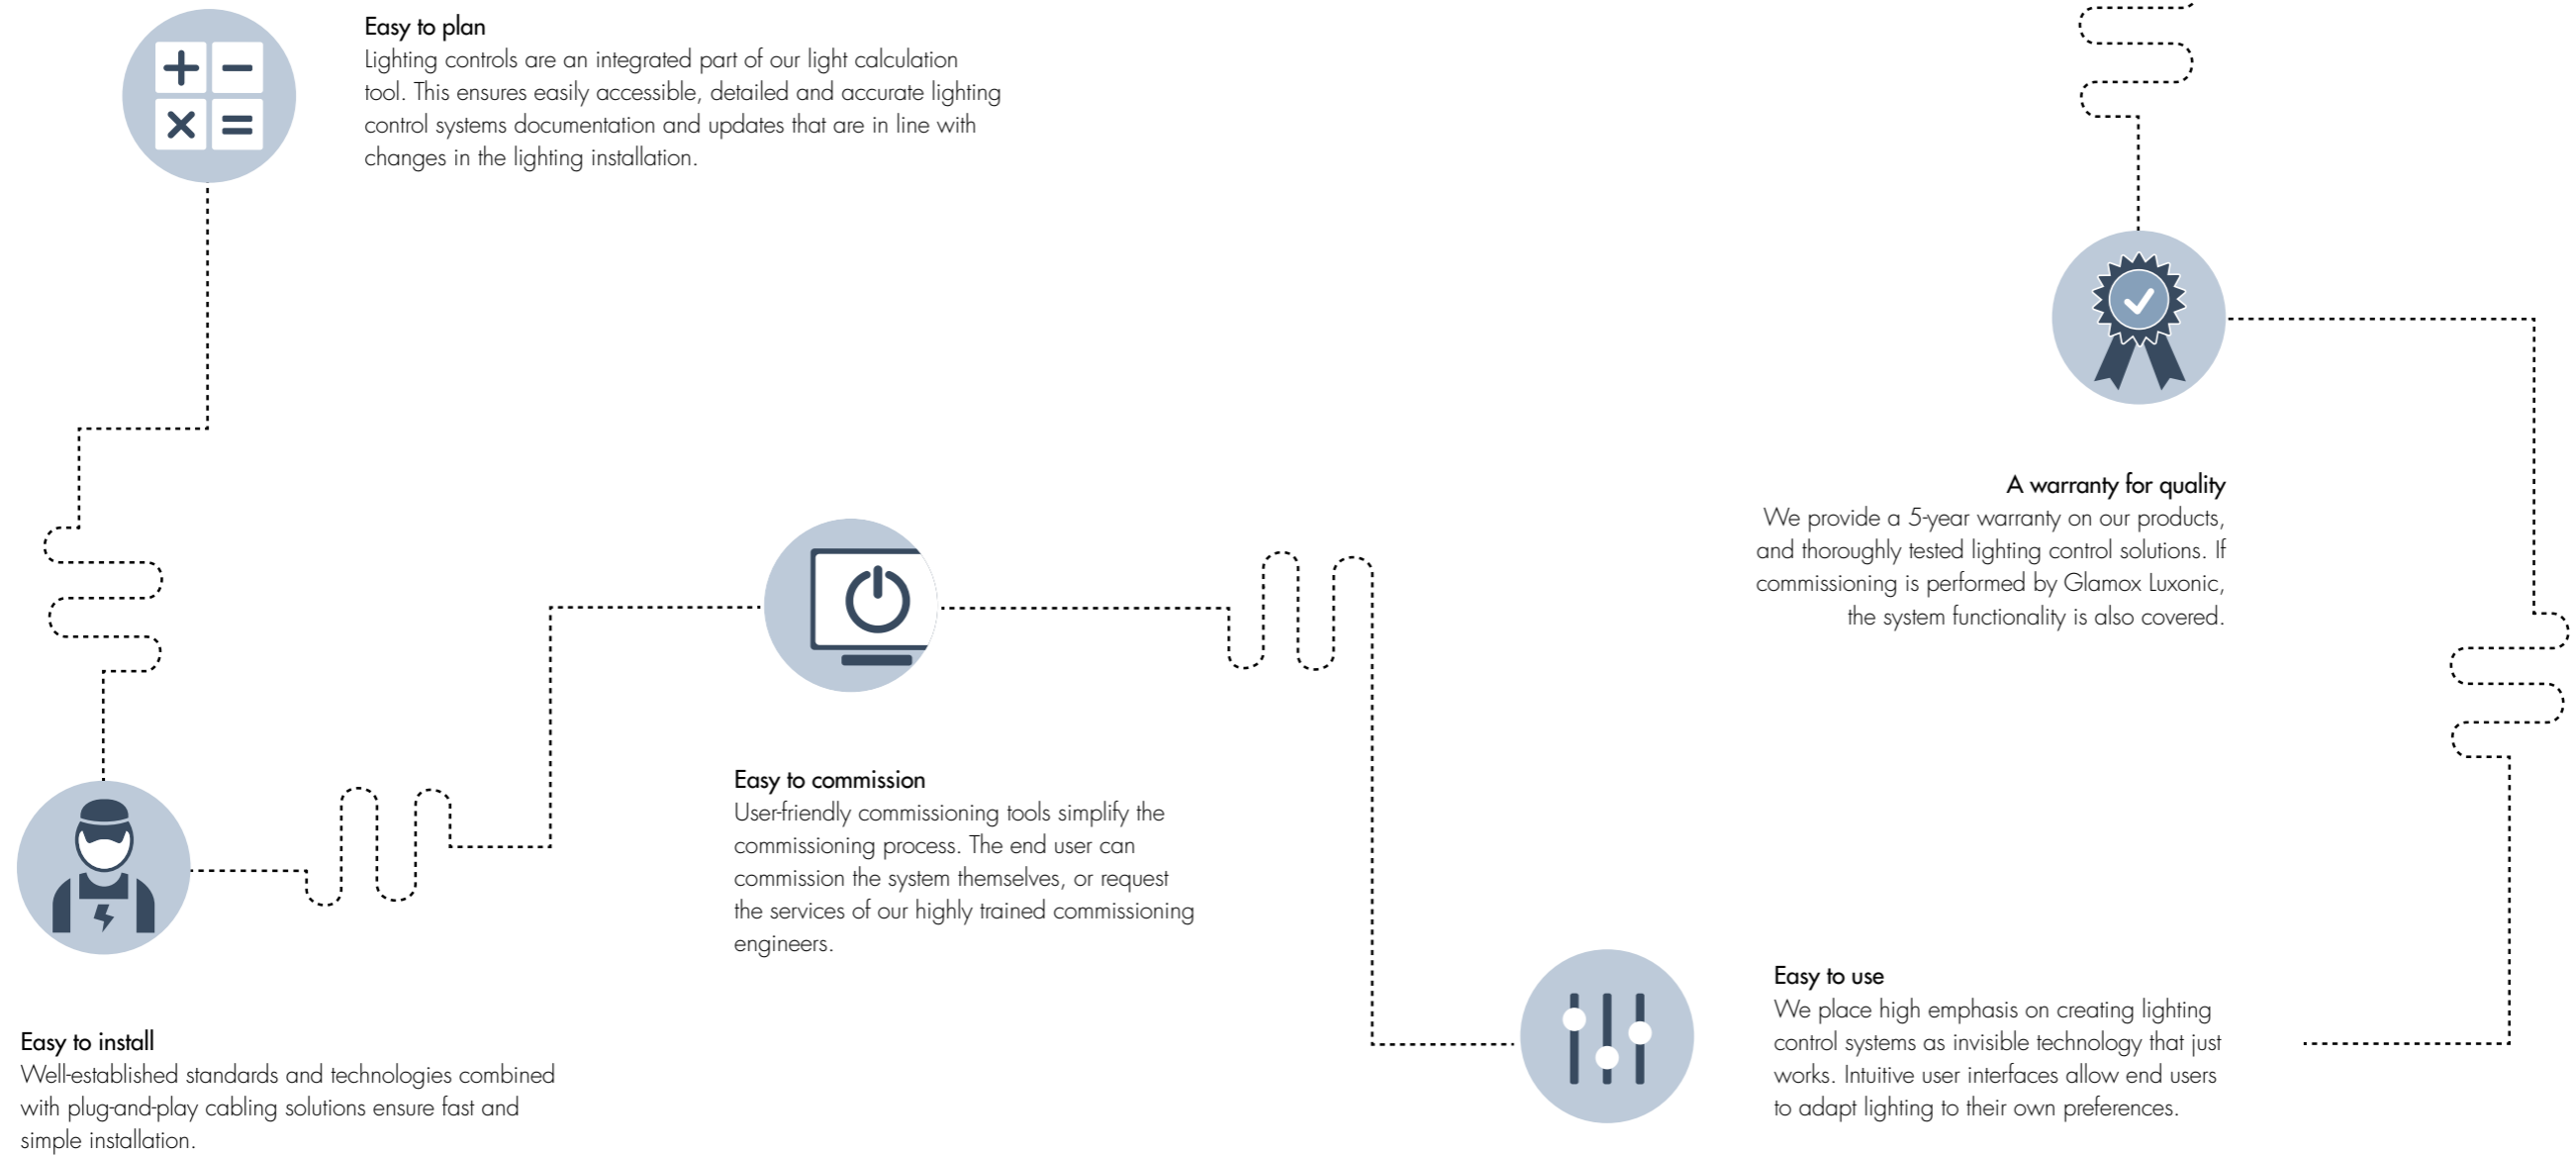 Easy to plan
Lighting controls are an integrated part of our light calculation
tool. This ensures easily accessible, detailed and accurate lighting
control systems documentation and updates that are in line with
changes in the lighting installation.
Easy to install
Well-established standards and technologies combined
with plug-and-play cabling solutions ensure fast and
simple installation.
Easy to commission
User-friendly commissioning tools simplify the
commissioning process. The end user can
commission the system themselves, or request
the services of our highly trained commissioning
engineers.
Easy to use
We place high emphasis on creating lighting
control systems as invisible technology that just
works. Intuitive user interfaces allow end users
to adapt lighting to their own preferences.
A warranty for quality
We provide a 5-year warranty on our products,
and thoroughly tested lighting control solutions. If
commissioning is performed by Glamox Luxonic,
the system functionality is also covered.